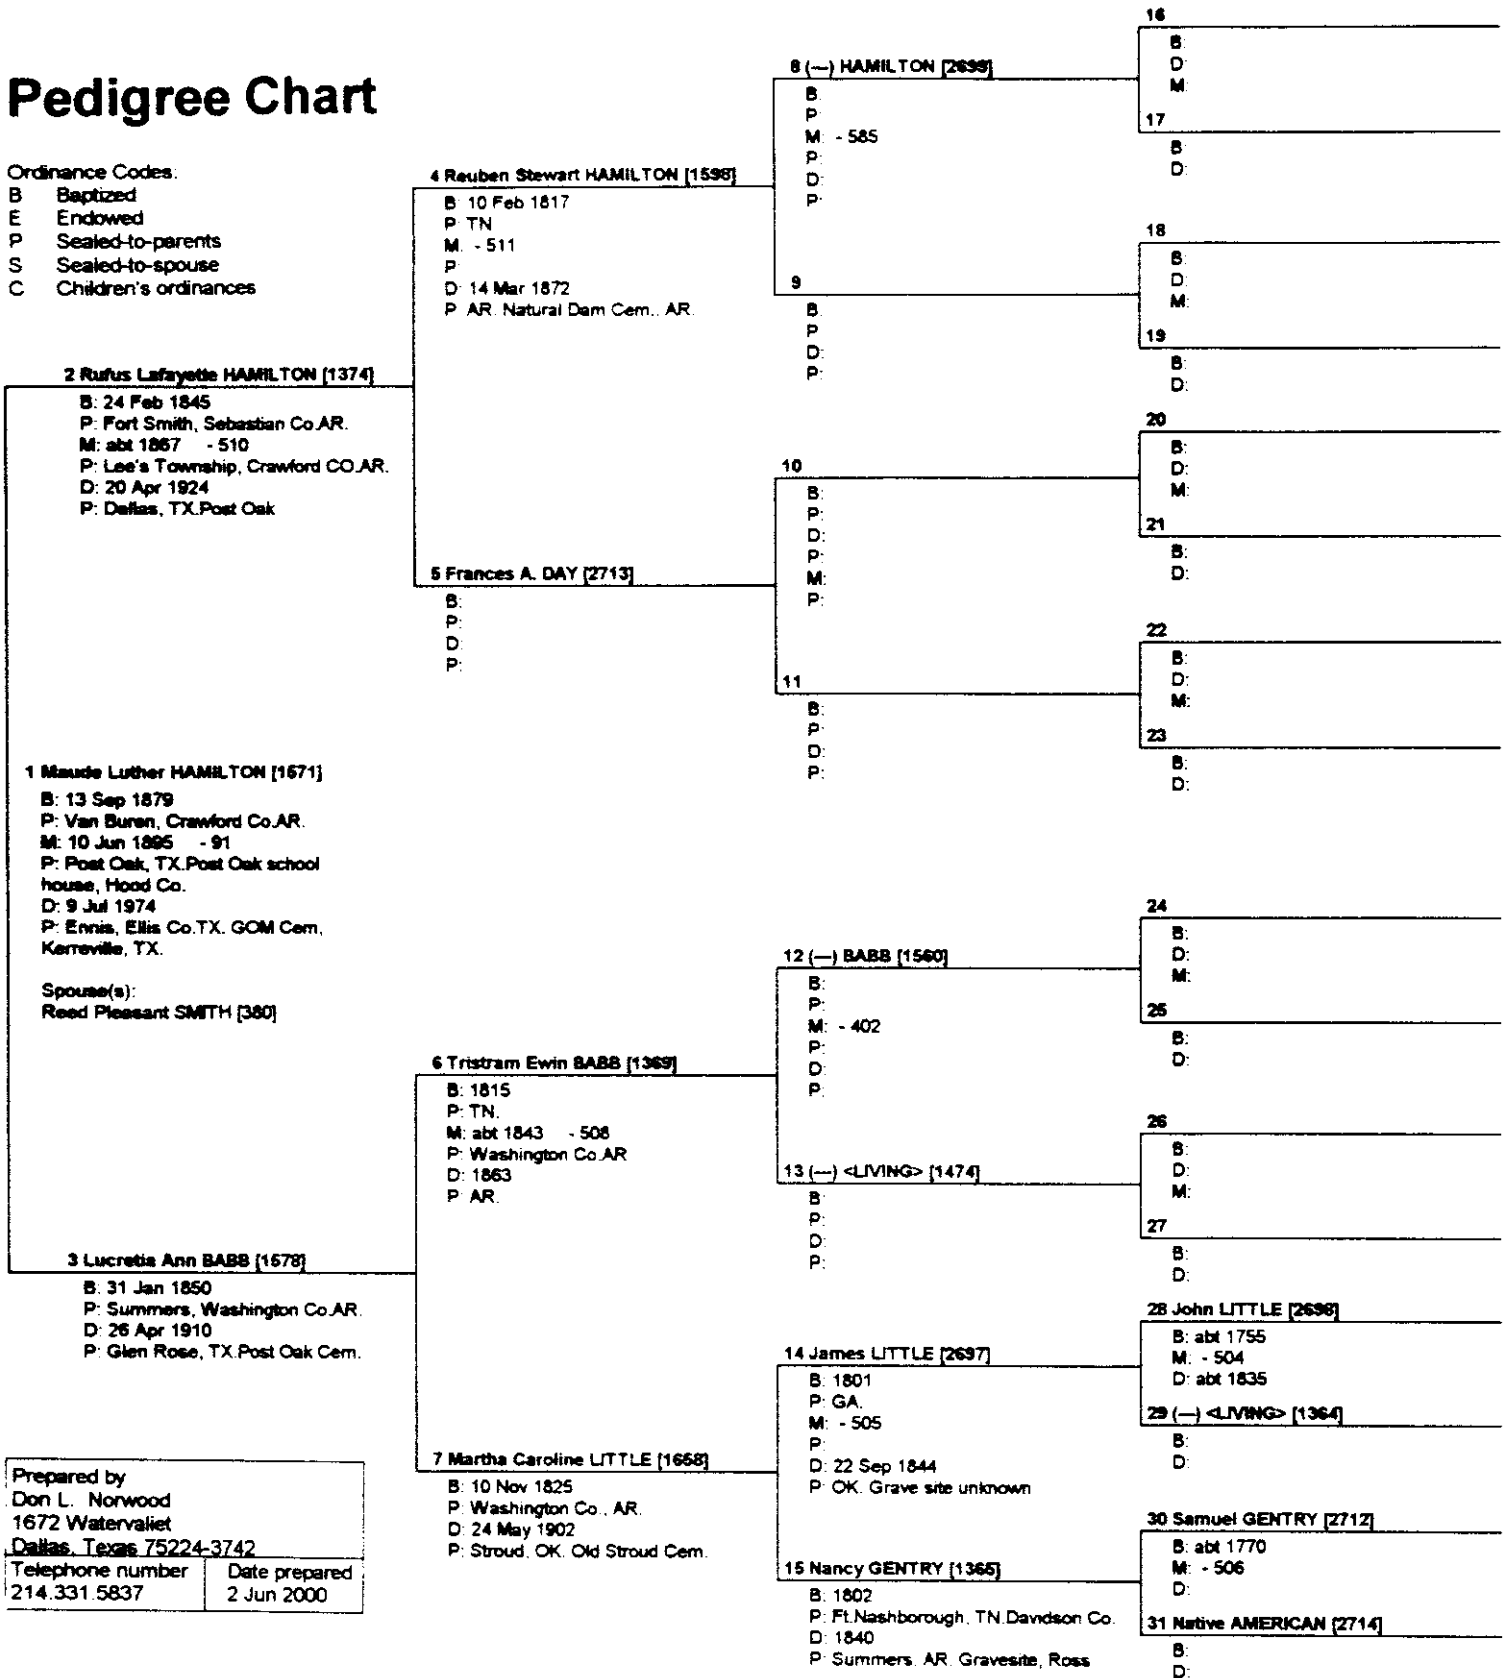 Pedigree Chart
Ordinance Codes:
B Baptized
E Endowed
P Sealed-to-parents
S Sealed-to-spouse
C Children's ordinances
1 Maude Luther HAMILTON [1571]
B: 13 Sep 1879
P: Van Buren, Crawford Co.AR.
M: 10 Jun 1895 - 91
P: Post Oak, TX.Post Oak school
house, Hood Co.
D: 9 Jul 1974
P: Ennis, Ellis Co.TX. GOM Cem,
Kerreville, TX.
Spouse(s):
Reed Pleasant SMITH [380]
2 Rufus Lafayette HAMILTON [1374]
B: 24 Feb 1845
P: Fort Smith, Sebastian Co.AR.
M: abt 1867 - 510
P: Lee's Township, Crawford CO.AR.
D: 20 Apr 1924
P: Dallas, TX.Post Oak
3 Lucretia Ann BABB [1578]
B: 31 Jan 1850
P: Summers, Washington Co.AR.
D: 26 Apr 1910
P: Glen Rose, TX.Post Oak Cem.
4 Reuben Stewart HAMILTON [1598]
B: 10 Feb 1817
P: TN
M: - 511
P:
D: 14 Mar 1872
P: AR. Natural Dam Cem., AR.
5 Frances A. DAY [2713]
B:
P:
D:
P:
6 Tristram Ewin BABB [1369]
B: 1815
P: TN.
M: abt 1843 - 508
P: Washington Co.AR
D: 1863
P: AR.
7 Martha Caroline LITTLE [1658]
B: 10 Nov 1825
P: Washington Co., AR.
D: 24 May 1902
P: Stroud, OK. Old Stroud Cem.
8 (—) HAMILTON [2699]
B:
P:
M: - 585
P:
D:
P:
9
B:
P:
D:
P:
10
B:
P:
D:
P:
M:
P:
11
B:
P:
D:
P:
12 (—) BABB [1560]
B:
P:
M: - 402
P:
D:
P:
13 (—) <LIVING> [1474]
B:
P:
D:
P:
14 James LITTLE [2697]
B: 1801
P: GA.
M: - 505
P:
D: 22 Sep 1844
P: OK. Grave site unknown
15 Nancy GENTRY [1365]
B: 1802
P: Ft.Nashborough, TN.Davidson Co.
D: 1840
P: Summers, AR. Gravesite, Ross
16
B:
D:
M:
17
B:
D:
18
B:
D:
M:
19
B:
D:
20
B:
D:
M:
21
B:
D:
22
B:
D:
M:
23
B:
D:
24
B:
D:
M:
25
B:
D:
26
B:
D:
M:
27
B:
D:
28 John LITTLE [2698]
B: abt 1755
M: - 504
D: abt 1835
29 (—) <LIVING> [1364]
B:
D:
30 Samuel GENTRY [2712]
B: abt 1770
M: - 506
D:
31 Native AMERICAN [2714]
B:
D:
Prepared by
Don L. Norwood
1672 Watervaliet
Dallas, Texas 75224-3742
Telephone number
214.331.5837
Date prepared
2 Jun 2000